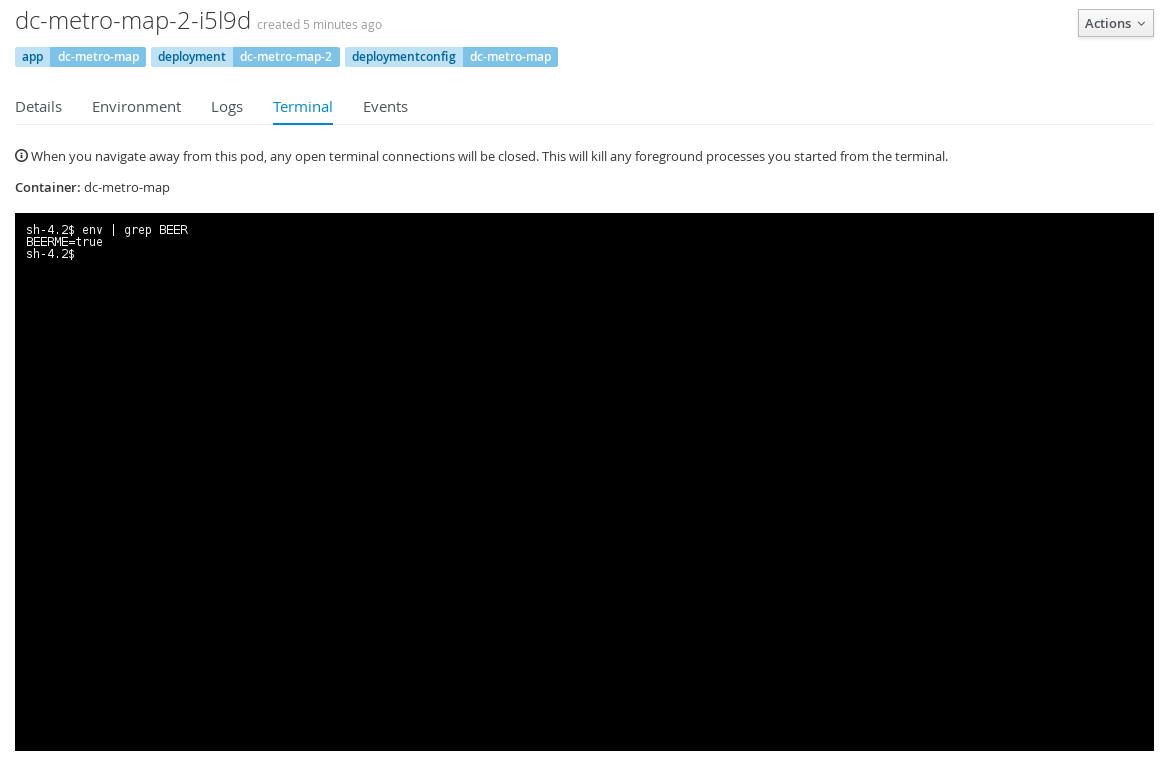 dc-metro-map-2-i5l9d created 5 minutes ago
Actions
app dc-metro-map deployment dc-metro-map-2 deploymentconfig dc-metro-map
Details Environment Logs Terminal Events
When you navigate away from this pod, any open terminal connections will be closed. This will kill any foreground processes you started from the terminal.
Container: dc-metro-map
sh-4.2$ env | grep BEER
BEERME=true
sh-4.2$